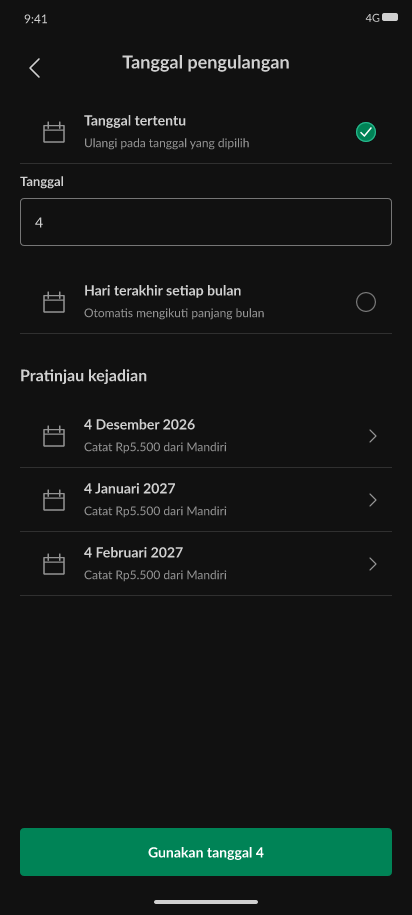 9:41
4G
Tanggal pengulangan
Tanggal tertentu
Ulangi pada tanggal yang dipilih
Tanggal
4
Hari terakhir setiap bulan
Otomatis mengikuti panjang bulan
Pratinjau kejadian
4 Desember 2026
Catat Rp5.500 dari Mandiri
4 Januari 2027
Catat Rp5.500 dari Mandiri
4 Februari 2027
Catat Rp5.500 dari Mandiri
Gunakan tanggal 4